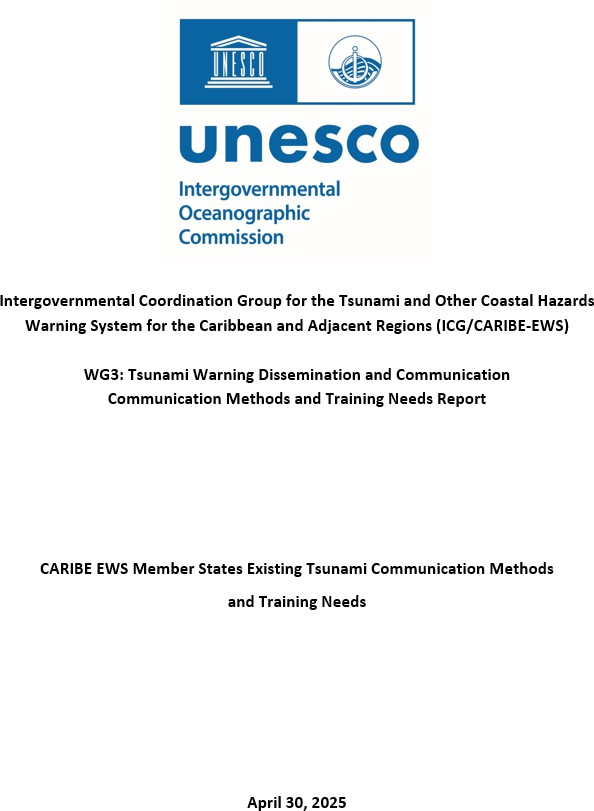 UNESCO
unesco
Intergovernmental
Oceanographic
Commission
Intergovernmental Coordination Group for the Tsunami and Other Coastal Hazards
Warning System for the Caribbean and Adjacent Regions (ICG/CARIBE-EWS)
WG3: Tsunami Warning Dissemination and Communication
Communication Methods and Training Needs Report
CARIBE EWS Member States Existing Tsunami Communication Methods
and Training Needs
April 30, 2025